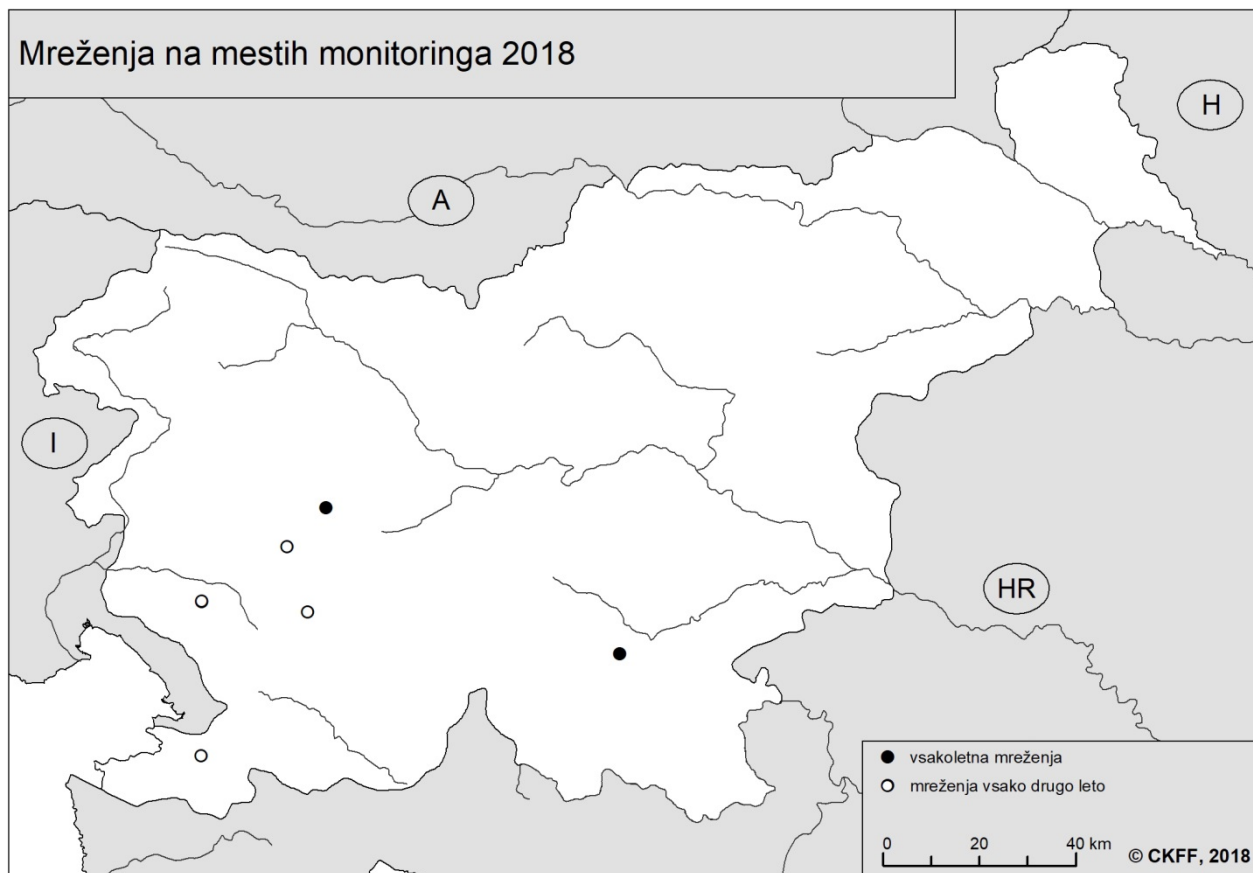 Mreženja na mestih monitoringa 2018
H
A
I
HR
vsakoletna mreženja
mreženja vsako drugo leto
0 20 40 km
© CKFF, 2018